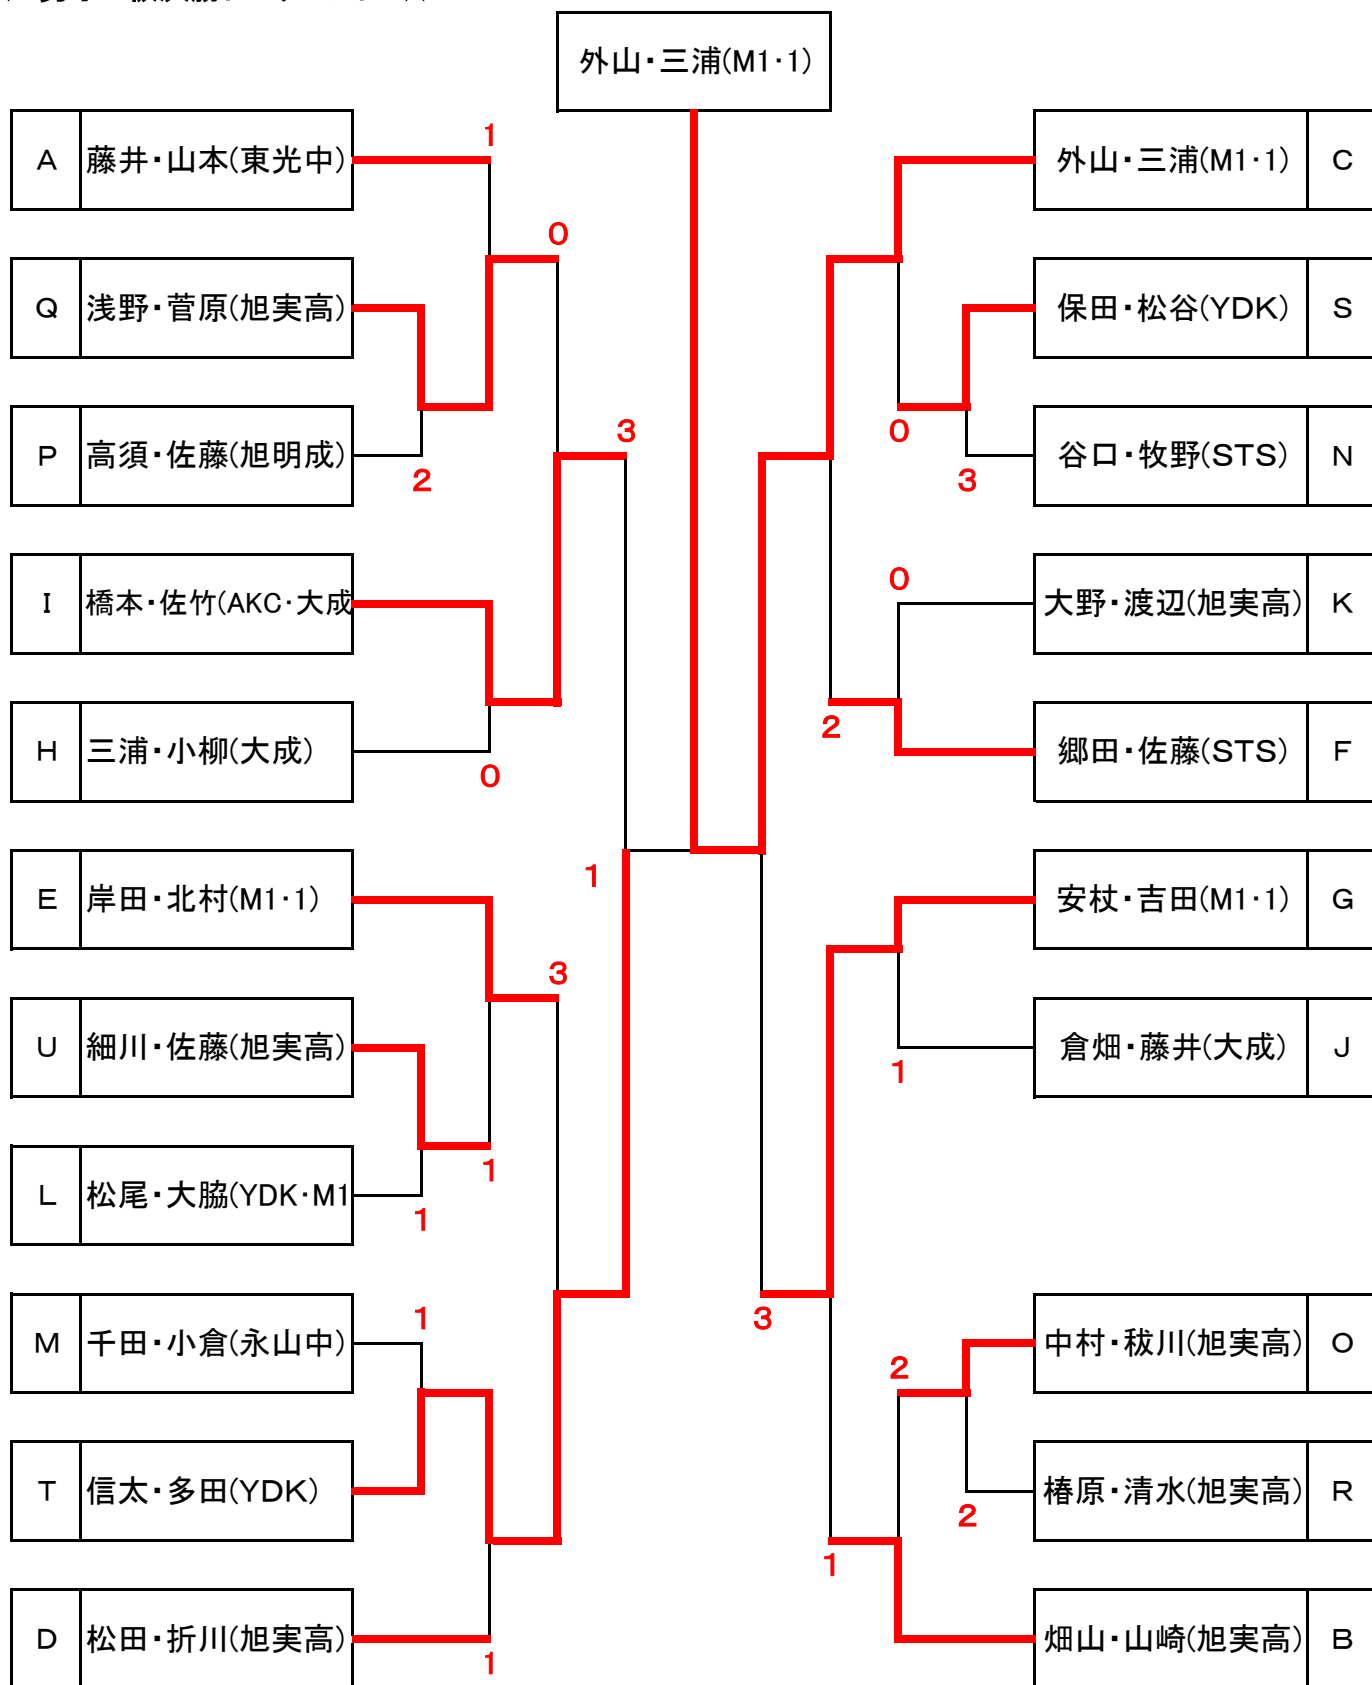 外山・三浦(M1・1)
1
A 藤井・山本(東光中)
外山・三浦(M1・1) C
0
Q 浅野・菅原(旭実高)
保田・松谷(YDK) S
3
0
P 高須・佐藤(旭明成)
谷口・牧野(STS) N
2
3
0
I 橋本・佐竹(AKC・大成
大野・渡辺(旭実高) K
2
H 三浦・小柳(大成)
郷田・佐藤(STS) F
0
1
E 岸田・北村(M1・1)
安杖・吉田(M1・1) G
3
U 細川・佐藤(旭実高)
倉畑・藤井(大成) J
1
1
L 松尾・大脇(YDK・M1
1
1
3
M 千田・小倉(永山中)
中村・秡川(旭実高) O
2
T 信太・多田(YDK)
椿原・清水(旭実高) R
2
1
D 松田・折川(旭実高)
畑山・山崎(旭実高) B
1